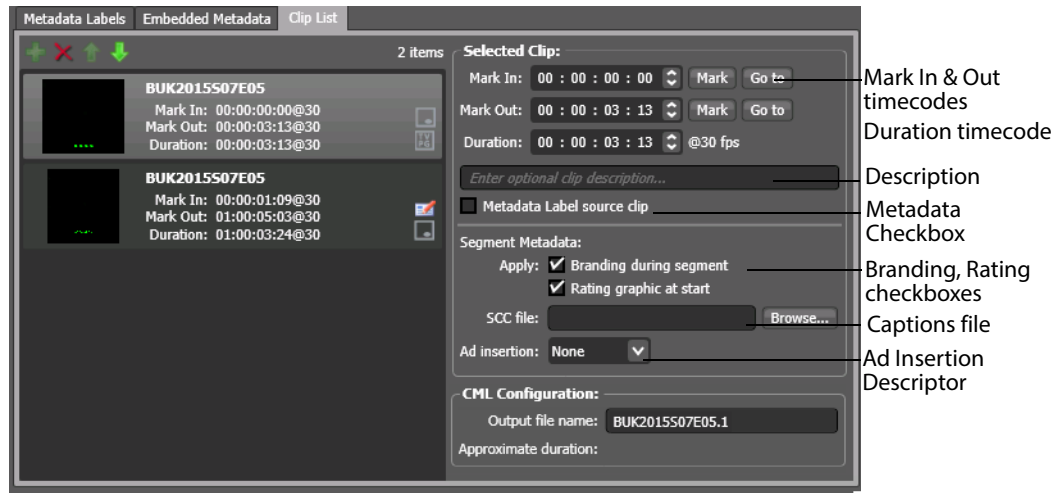 Metadata Labels Embedded Metadata Clip List
2 items
BUK2015S07E05
Mark In: 00:00:00:00@30
Mark Out: 00:00:03:13@30
Duration: 00:00:03:13@30
TV
PG
BUK2015S07E05
Mark In: 00:00:01:09@30
Mark Out: 01:00:05:03@30
Duration: 01:00:03:24@30
Selected Clip:
Mark In: 00 : 00 : 00 : 00 Mark Go to
Mark Out: 00 : 00 : 03 : 13 Mark Go to
Duration: 00 : 00 : 03 : 13 @30 fps
Enter optional clip description...
Metadata Label source clip
Segment Metadata:
Apply: Branding during segment
Rating graphic at start
SCC file: Browse...
Ad insertion: None
CML Configuration:
Output file name: BUK2015S07E05.1
Approximate duration:
Mark In & Out
timecodes
Duration timecode
Description
Metadata
Checkbox
Branding, Rating
checkboxes
Captions file
Ad Insertion
Descriptor